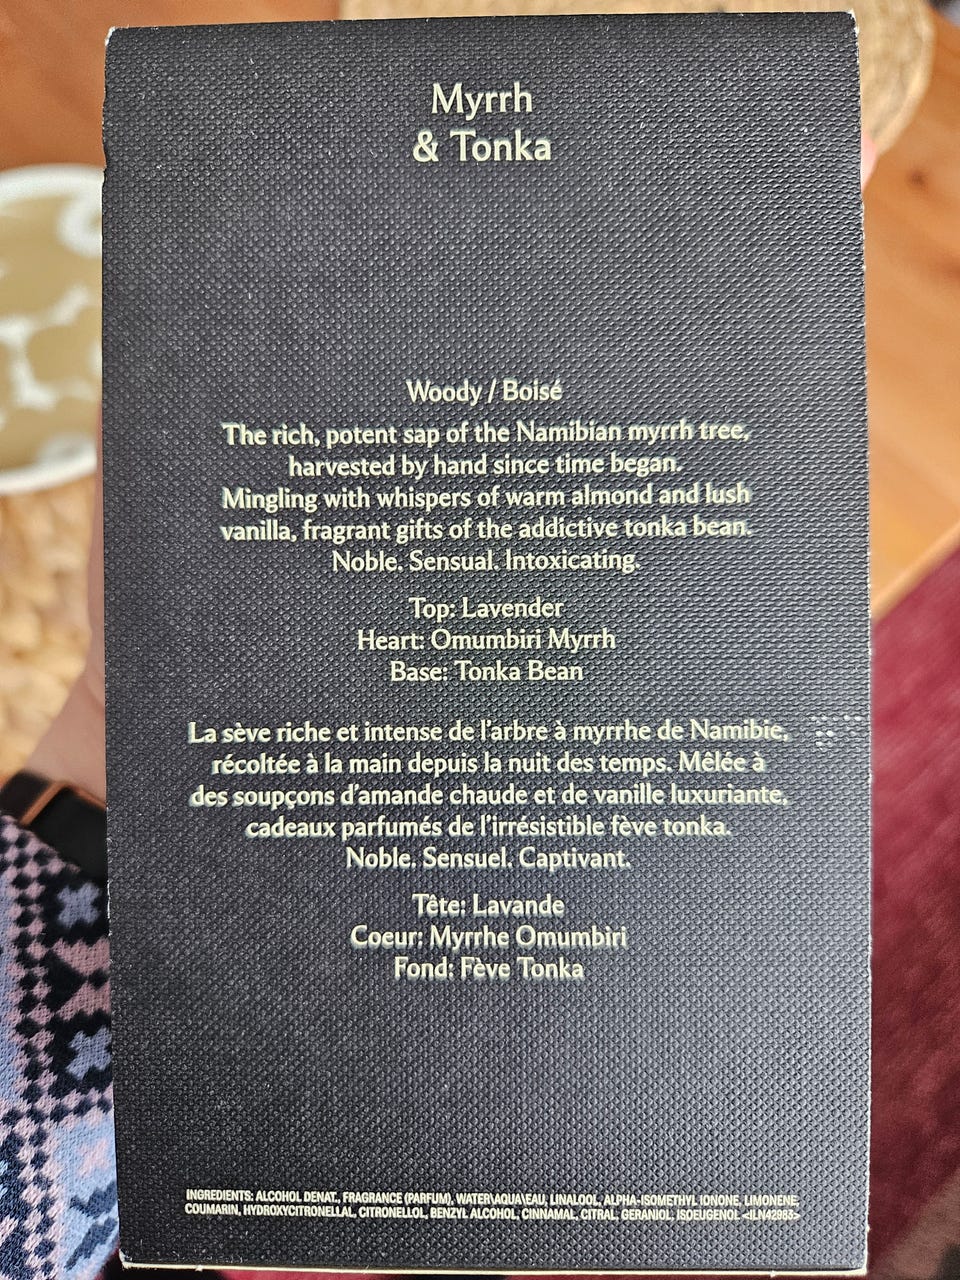 Myrrh
& Tonka
Woody / Boisé
The rich, potent sap of the Namibian myrrh tree,
harvested by hand since time began.
Mingling with whispers of warm almond and lush
vanilla, fragrant gifts of the addictive tonka bean.
Noble. Sensual. Intoxicating.
Top: Lavender
Heart: Omumbiri Myrrh
Base: Tonka Bean
La sève riche et intense de l'arbre à myrrhe de Namibie,
récoltée à la main depuis la nuit des temps. Mêlée à
des soupçons d'amande chaude et de vanille luxuriante,
cadeaux parfumés de l'irrésistible fève tonka.
Noble. Sensuel. Captivant.
Tête: Lavande
Coeur: Myrrhe Omumbiri
Fond: Fève Tonka
INGREDIENTS: ALCOHOL DENAT., FRAGRANCE (PARFUM), WATER\AQUA\EAU, LINALOOL, ALPHA-ISOMETHYL IONONE, LIMONENE,
COUMARIN, HYDROXYCITRONELLAL, CITRONELLOL, BENZYL ALCOHOL, CINNAMAL, CITRAL, GERANIOL, ISOEUGENOL <ILN42983>